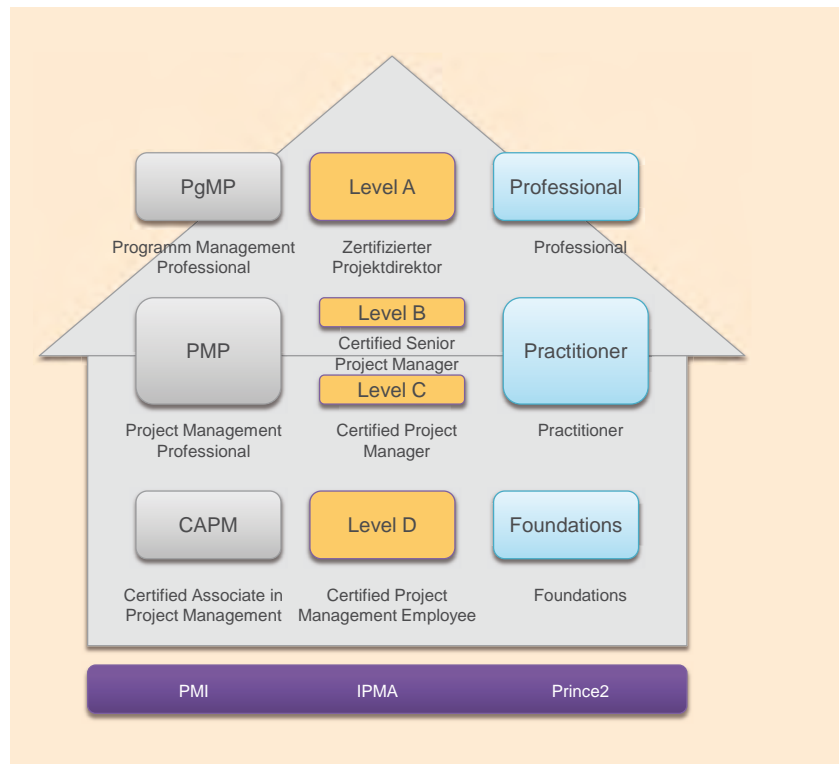 PgMP
Level A
Professional
Programm Management
Professional
Zertifizierter
Projektdirektor
Professional
Level B
Certified Senior
Project Manager
PMP
Practitioner
Level C
Project Management
Professional
Certified Project
Manager
Practitioner
CAPM
Level D
Foundations
Certified Associate in
Project Management
Certified Project
Management Employee
Foundations
PMI
IPMA
Prince2